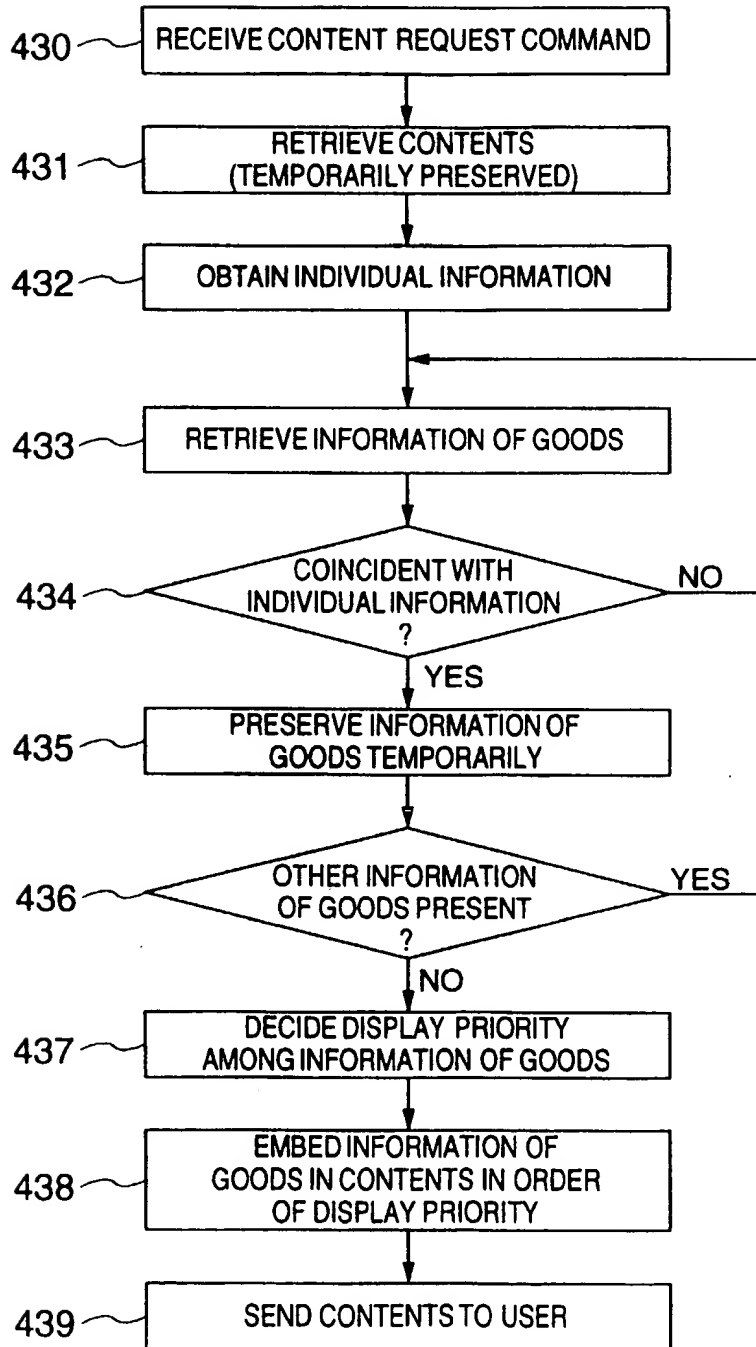 430 RECEIVE CONTENT REQUEST COMMAND
431 RETRIEVE CONTENTS
(TEMPORARILY PRESERVED)
432 OBTAIN INDIVIDUAL INFORMATION
433 RETRIEVE INFORMATION OF GOODS
434 COINCIDENT WITH
INDIVIDUAL INFORMATION
?
NO
YES
435 PRESERVE INFORMATION OF
GOODS TEMPORARILY
436 OTHER INFORMATION
OF GOODS PRESENT
?
YES
NO
437 DECIDE DISPLAY PRIORITY
AMONG INFORMATION OF GOODS
438 EMBED INFORMATION OF
GOODS IN CONTENTS IN ORDER
OF DISPLAY PRIORITY
439 SEND CONTENTS TO USER